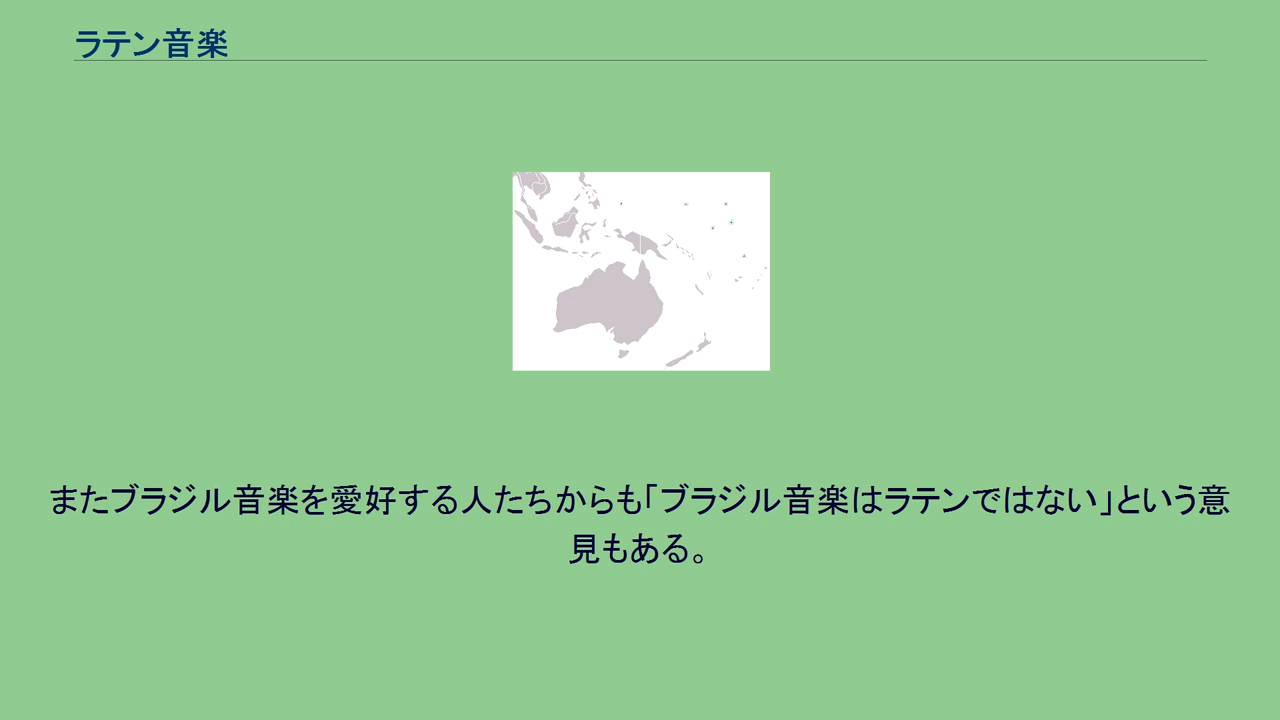 ラテン音楽
またブラジル音楽を愛好する人たちからも「ブラジル音楽はラテンではない」という意
見もある。